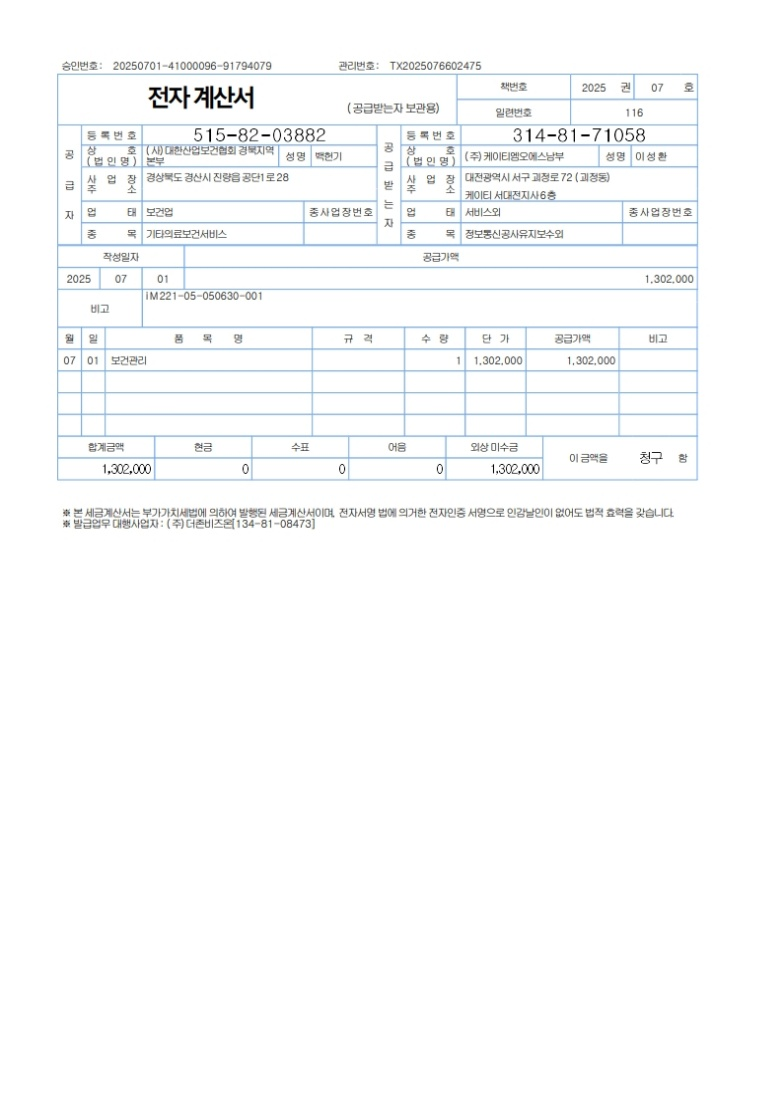 승인번호 : 20250701-41000096-91794079 관리번호 : TX2025076602475
전자 계산서 (공급받는자 보관용)
책번호 2025 권 07 호
일련번호 116
공급자
등록번호 515-82-03882
상호(법인명) (사)대한산업보건협회 경북지역본부 성명 백현기
사업장주소 경상북도 경산시 진량읍 공단1로 28
업태 보건업 종사업장번호
종목 기타의료보건서비스
공급받는자
등록번호 314-81-71058
상호(법인명) (주)케이티엠오에스남부 성명 이성환
사업장주소 대전광역시 서구 괴정로 72 (괴정동)
케이티 서대전지사 6층
업태 서비스외 종사업장번호
종목 정보통신공사유지보수외
작성일자 공급가액
2025 07 01 1,302,000
비고 iM221-05-050630-001
월 일 품목명 규격 수량 단가 공급가액 비고
07 01 보건관리 1 1,302,000 1,302,000
합계금액 현금 수표 어음 외상미수금 이 금액을 청구 함
1,302,000 0 0 0 1,302,000
※ 본 세금계산서는 부가가치세법에 의하여 발행된 세금계산서이며, 전자서명 법에 의거한 전자인증 서명으로 인감날인이 없어도 법적 효력을 갖습니다.
※ 발급업무 대행사업자 : (주)더존비즈온[134-81-08473]